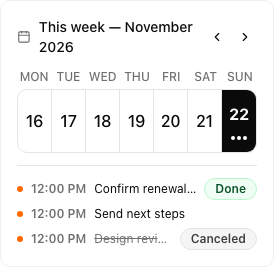 This week — November
2026
MON TUE WED THU FRI SAT SUN
16 17 18 19 20 21 22
12:00 PM Confirm renewal... Done
12:00 PM Send next steps
12:00 PM Design revi... Canceled